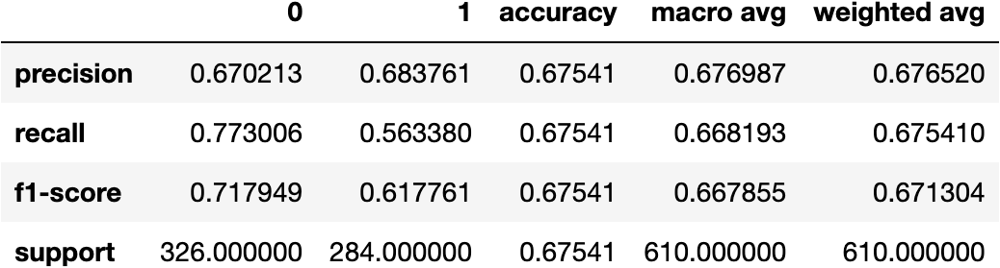 0 1 accuracy macro avg weighted avg
precision 0.670213 0.683761 0.67541 0.676987 0.676520
recall 0.773006 0.563380 0.67541 0.668193 0.675410
f1-score 0.717949 0.617761 0.67541 0.667855 0.671304
support 326.000000 284.000000 0.67541 610.000000 610.000000